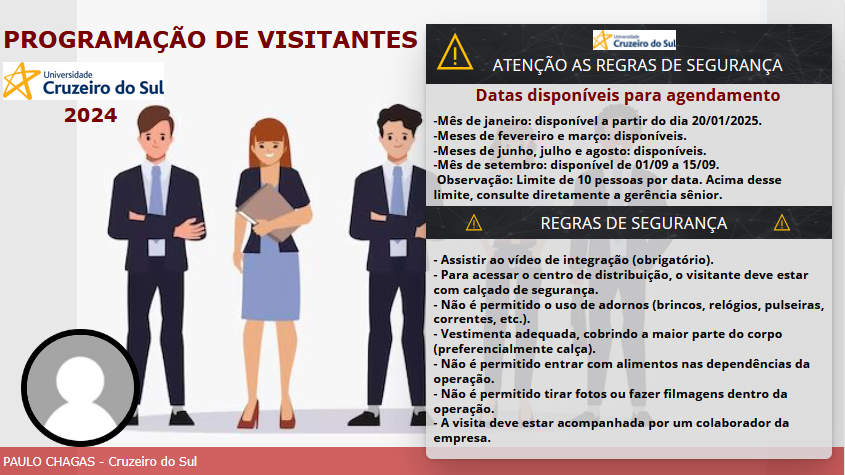 PROGRAMAÇÃO DE VISITANTES
Universidade
Cruzeiro do Sul
2024
Universidade
Cruzeiro do Sul
ATENÇÃO AS REGRAS DE SEGURANÇA
Datas disponíveis para agendamento
-Mês de janeiro: disponível a partir do dia 20/01/2025.
-Meses de fevereiro e março: disponíveis.
-Meses de junho, julho e agosto: disponíveis.
-Mês de setembro: disponível de 01/09 a 15/09.
Observação: Limite de 10 pessoas por data. Acima desse
limite, consulte diretamente a gerência sênior.
REGRAS DE SEGURANÇA
- Assistir ao vídeo de integração (obrigatório).
- Para acessar o centro de distribuição, o visitante deve estar
com calçado de segurança.
- Não é permitido o uso de adornos (brincos, relógios, pulseiras,
correntes, etc.).
- Vestimenta adequada, cobrindo a maior parte do corpo
(preferencialmente calça).
- Não é permitido entrar com alimentos nas dependências da
operação.
- Não é permitido tirar fotos ou fazer filmagens dentro da
operação.
- A visita deve estar acompanhada por um colaborador da
empresa.
PAULO CHAGAS - Cruzeiro do Sul